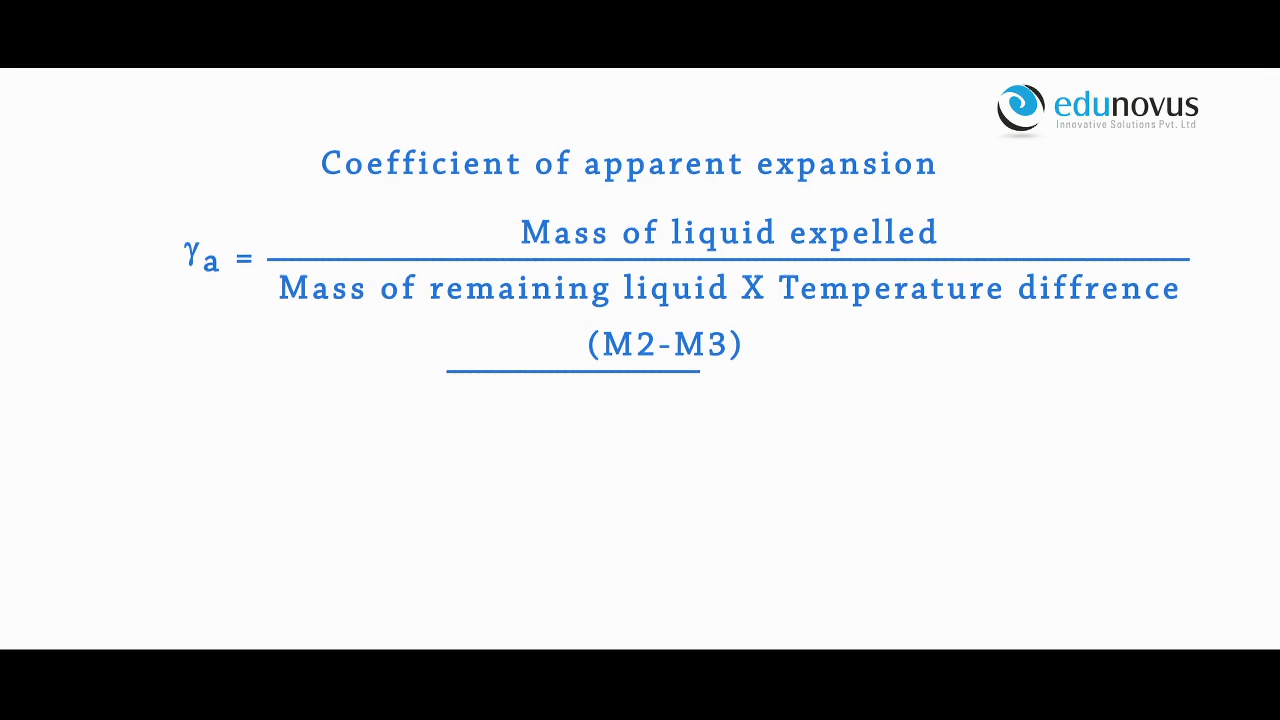 edunovus
Innovative Solutions Pvt. Ltd
Coefficient of apparent expansion
Mass of liquid expelled
γa =
Mass of remaining liquid X Temperature diffrence
(M2-M3)